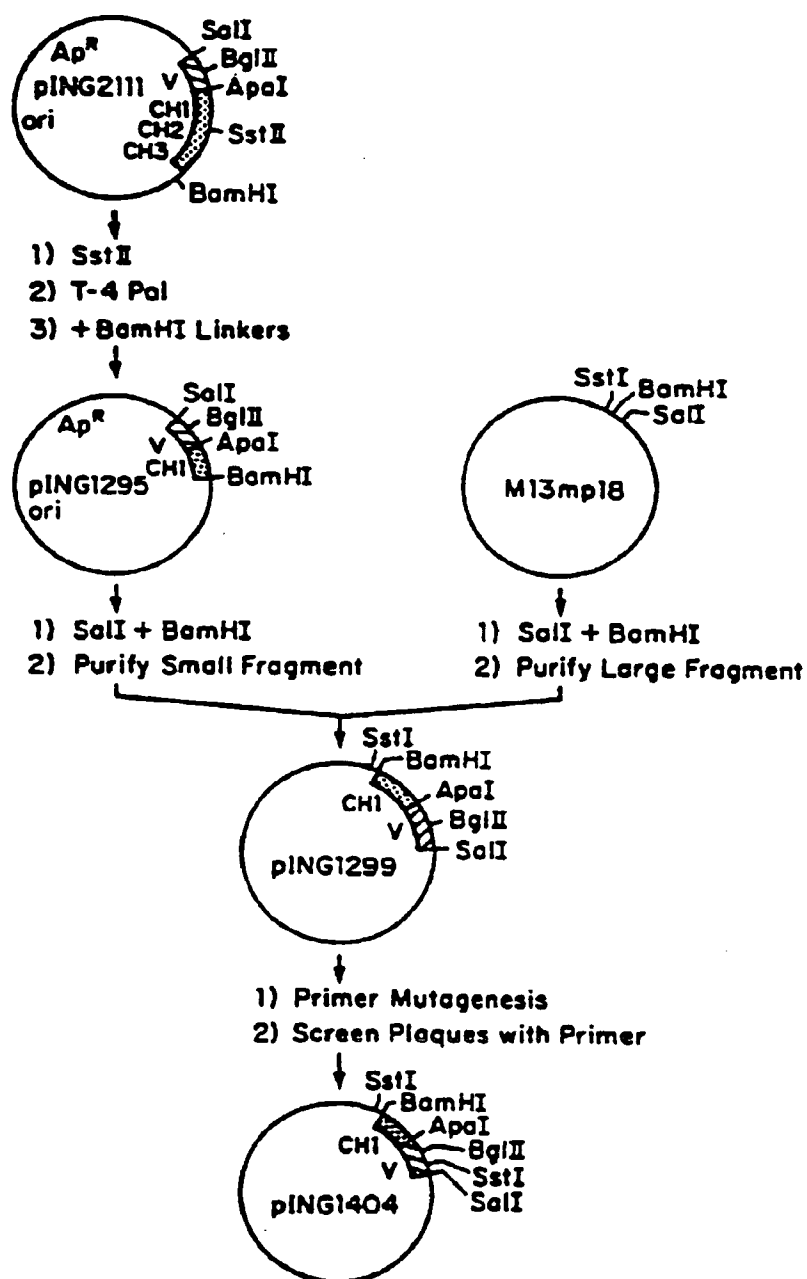 SalI
Ap^R
BglII
pING2111
V
ApaI
ori
CH1
CH2
SstII
CH3
BamHI
1) SstII
2) T-4 Pol
3) +BamHI Linkers
SalI
Ap^R
BglII
V
ApaI
CH1
BamHI
pING1295
ori
SstI
BamHI
SalI
M13mp18
1) SalI + BamHI
2) Purify Small Fragment
1) SalI + BamHI
2) Purify Large Fragment
SstI
BamHI
ApaI
CH1
BglII
V
SalI
pING1299
1) Primer Mutagenesis
2) Screen Plaques with Primer
SstI
BamHI
ApaI
CH1
BglII
V
SstI
SalI
pING1404